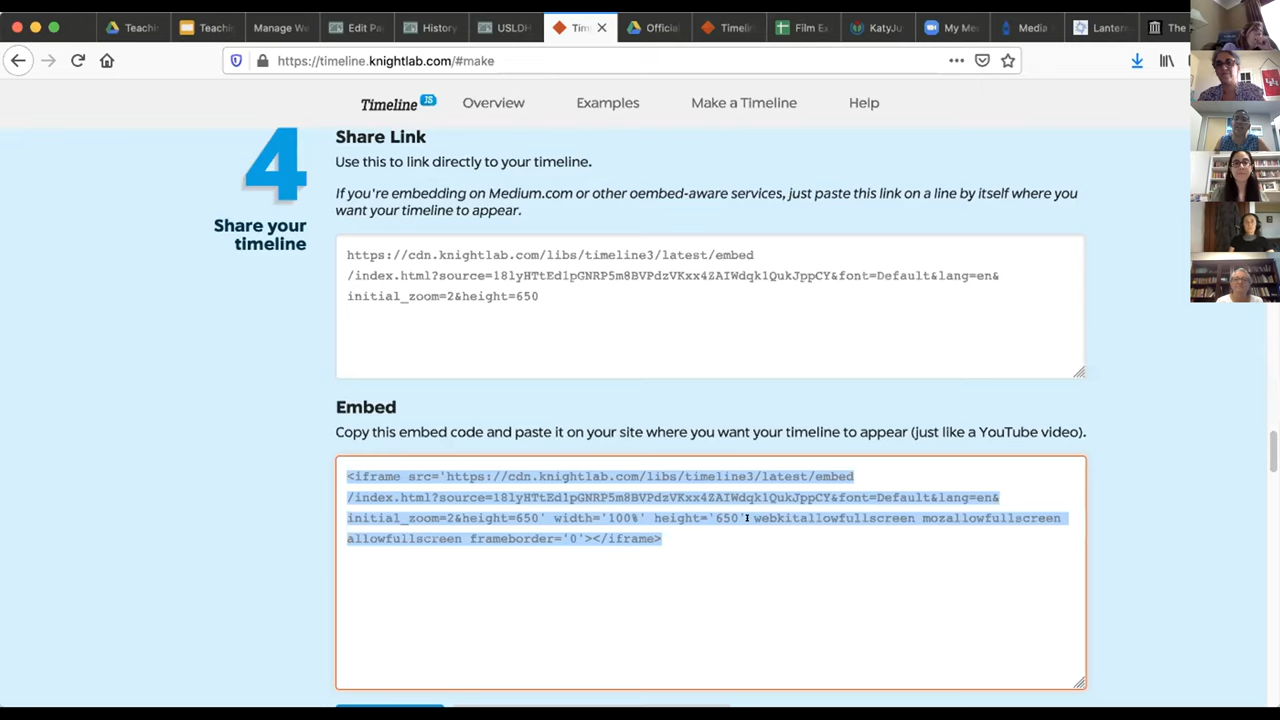 Teachi
Teachi
Manage We
Edit Pa
History
USLDH
Tim
Official
Timeli
Film Ex
KatyJu
My Me
Media
Lantern
The
https://timeline.knightlab.com/#make
Timeline JS
Overview
Examples
Make a Timeline
Help
4
Share your
timeline
Share Link
Use this to link directly to your timeline.
If you're embedding on Medium.com or other oembed-aware services, just paste this link on a line by itself where you
want your timeline to appear.
https://cdn.knightlab.com/libs/timeline3/latest/embed
/index.html?source=18lyHTtEd1pGNRP5m8BVPdzVKxx4ZAIWdqk1QukJppCY&font=Default&lang=en&
initial_zoom=2&height=650
Embed
Copy this embed code and paste it on your site where you want your timeline to appear (just like a YouTube video).
<iframe src='https://cdn.knightlab.com/libs/timeline3/latest/embed
/index.html?source=18lyHTtEd1pGNRP5m8BVPdzVKxx4ZAIWdqk1QukJppCY&font=Default&lang=en&
initial_zoom=2&height=650' width='100%' height='650' webkitallowfullscreen mozallowfullscreen
allowfullscreen frameborder='0'></iframe>